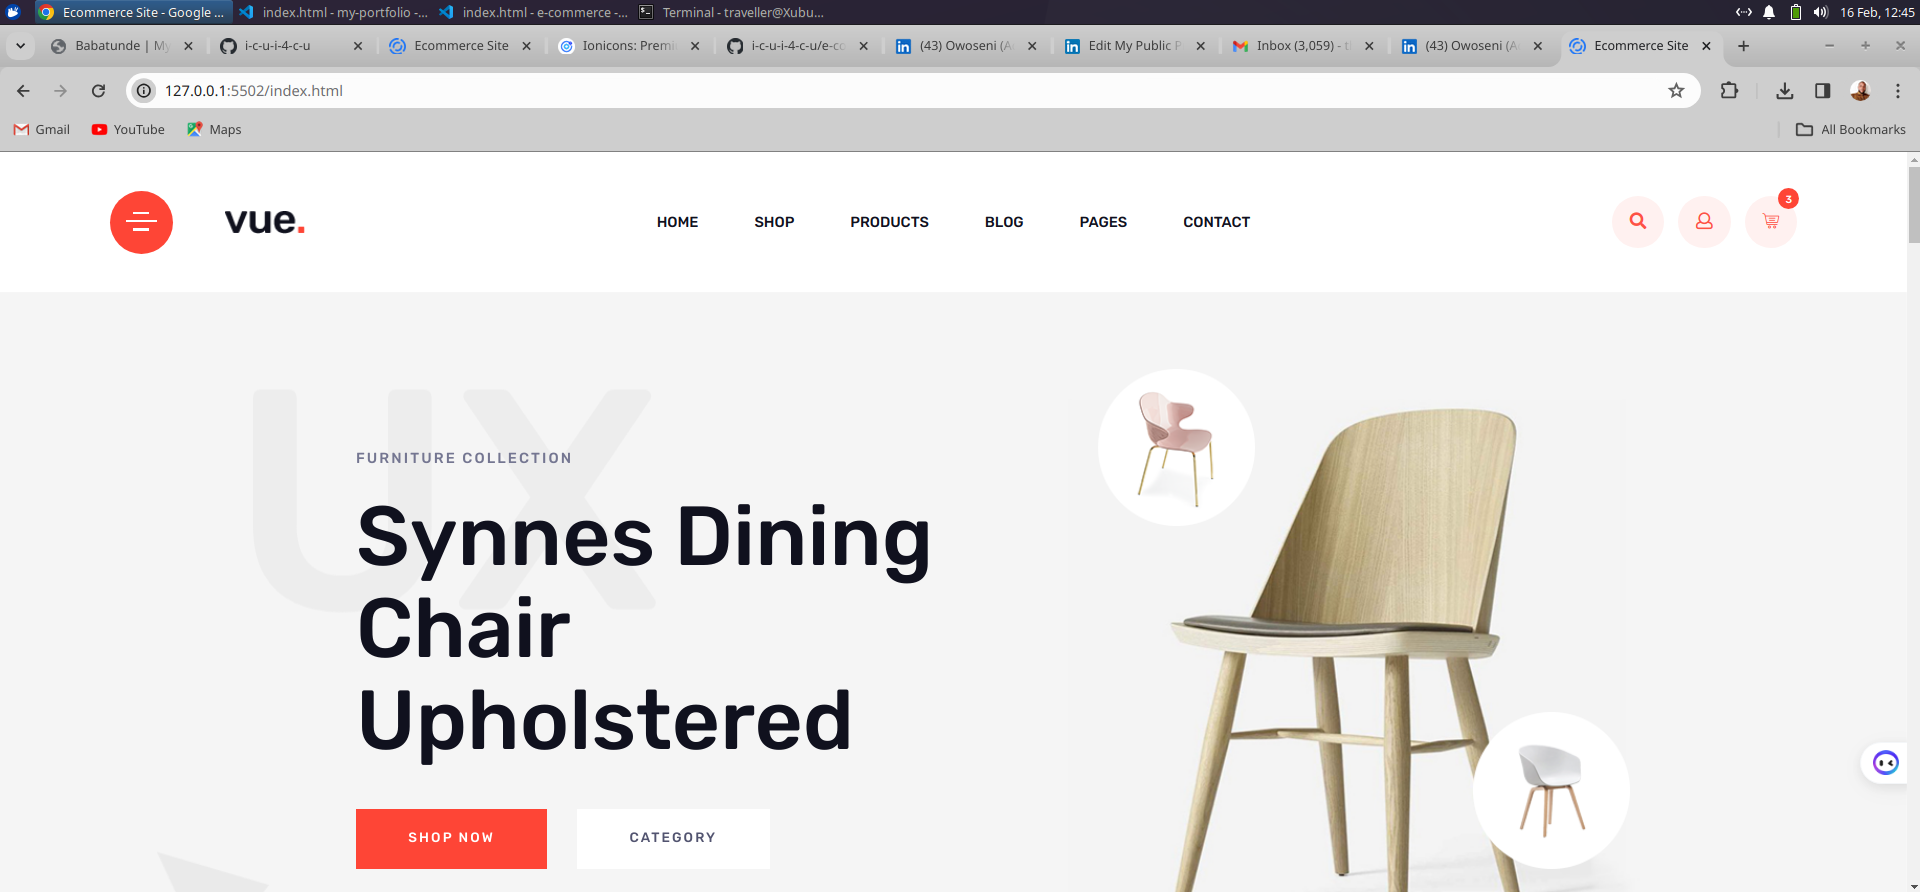 Ecommerce Site - Google ...
index.html - my-portfolio -...
index.html - e-commerce -...
Terminal - traveller@Xubu...
16 Feb, 12:45
Babatunde | My
i-c-u-i-4-c-u
Ecommerce Site
Ionicons: Premi
i-c-u-i-4-c-u/e-co
(43) Owoseni (A
Edit My Public P
Inbox (3,059) - t
(43) Owoseni (A
Ecommerce Site
127.0.0.1:5502/index.html
Gmail
YouTube
Maps
All Bookmarks
vue.
HOME
SHOP
PRODUCTS
BLOG
PAGES
CONTACT
3
UX
FURNITURE COLLECTION
Synnes Dining
Chair
Upholstered
SHOP NOW
CATEGORY